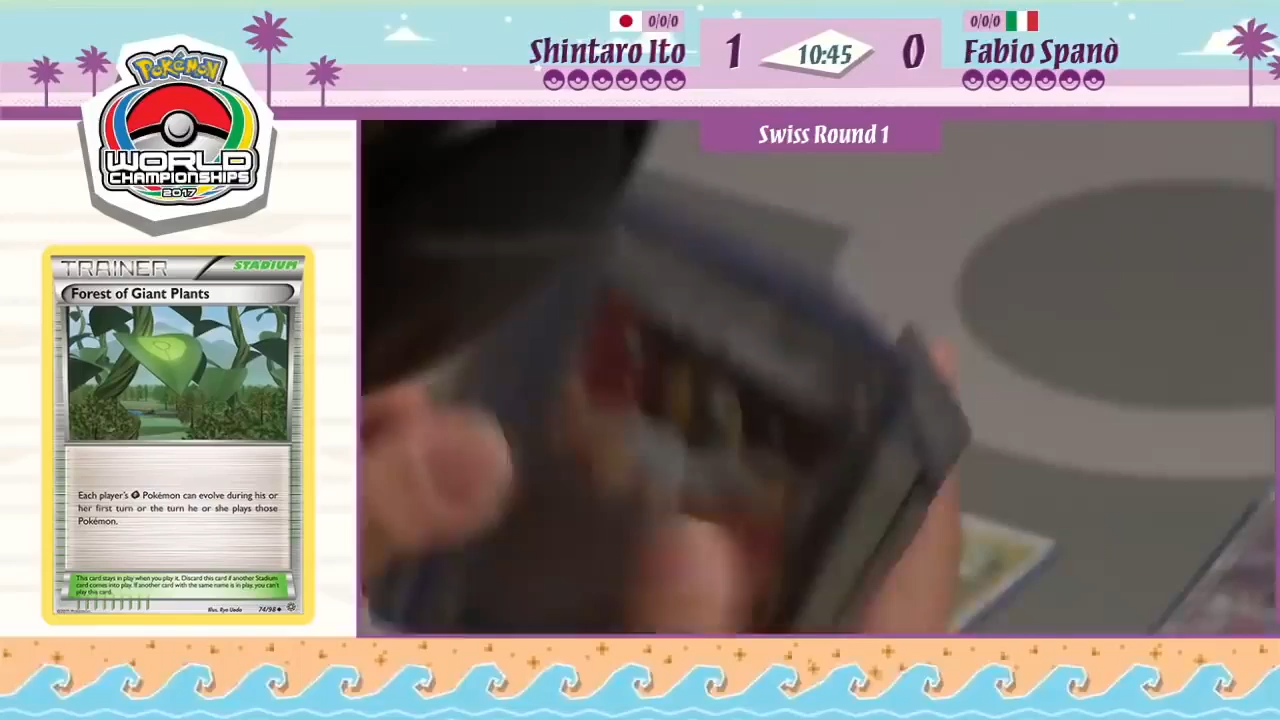 0/0/0
0/0/0
Shintaro Ito
1
10:45
0
Fabio Spanò
Swiss Round 1
POKéMON
WORLD
CHAMPIONSHIPS
2017
TRAINER
STADIUM
Forest of Giant Plants
Each player's Pokémon can evolve during his or
her first turn or the turn he or she plays those
Pokémon.
This card stays in play when you play it. Discard this card if another Stadium
card comes into play. If another card with the same name is in play, you can't
play this card.
Illus. Ryo Ueda
74/98